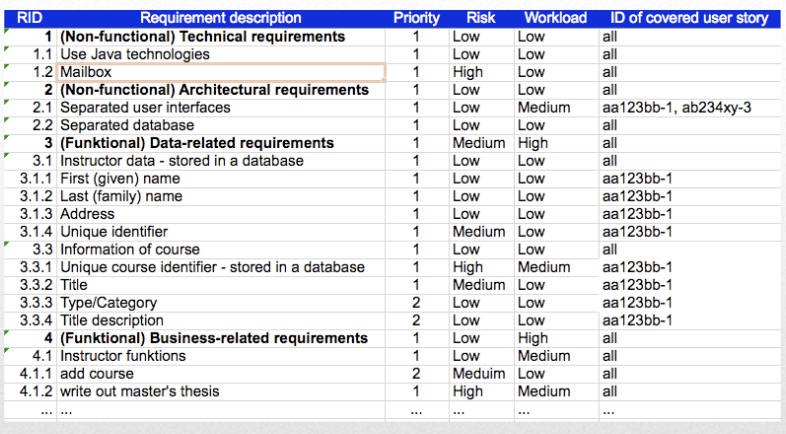 RID Requirement description Priority Risk Workload ID of covered user story
1 (Non-functional) Technical requirements 1 Low Low all
1.1 Use Java technologies 1 Low Low all
1.2 Mailbox 1 High Low all
2 (Non-functional) Architectural requirements 1 Low Low all
2.1 Separated user interfaces 1 Low Medium aa123bb-1, ab234xy-3
2.2 Separated database 1 Low Low all
3 (Funktional) Data-related requirements 1 Medium High all
3.1 Instructor data - stored in a database 1 Low Low all
3.1.1 First (given) name 1 Low Low aa123bb-1
3.1.2 Last (family) name 1 Low Low aa123bb-1
3.1.3 Address 1 Low Low aa123bb-1
3.1.4 Unique identifier 1 Medium Low aa123bb-1
3.3 Information of course 1 Low Low all
3.3.1 Unique course identifier - stored in a database 1 High Medium aa123bb-1
3.3.2 Title 1 Medium Low aa123bb-1
3.3.3 Type/Category 2 Low Low aa123bb-1
3.3.4 Title description 2 Low Low aa123bb-1
4 (Funktional) Business-related requirements 1 Low High all
4.1 Instructor funktions 1 Low Medium all
4.1.1 add course 2 Meduim Low all
4.1.2 write out master's thesis 1 High Medium all
... ... ... ... ... ...